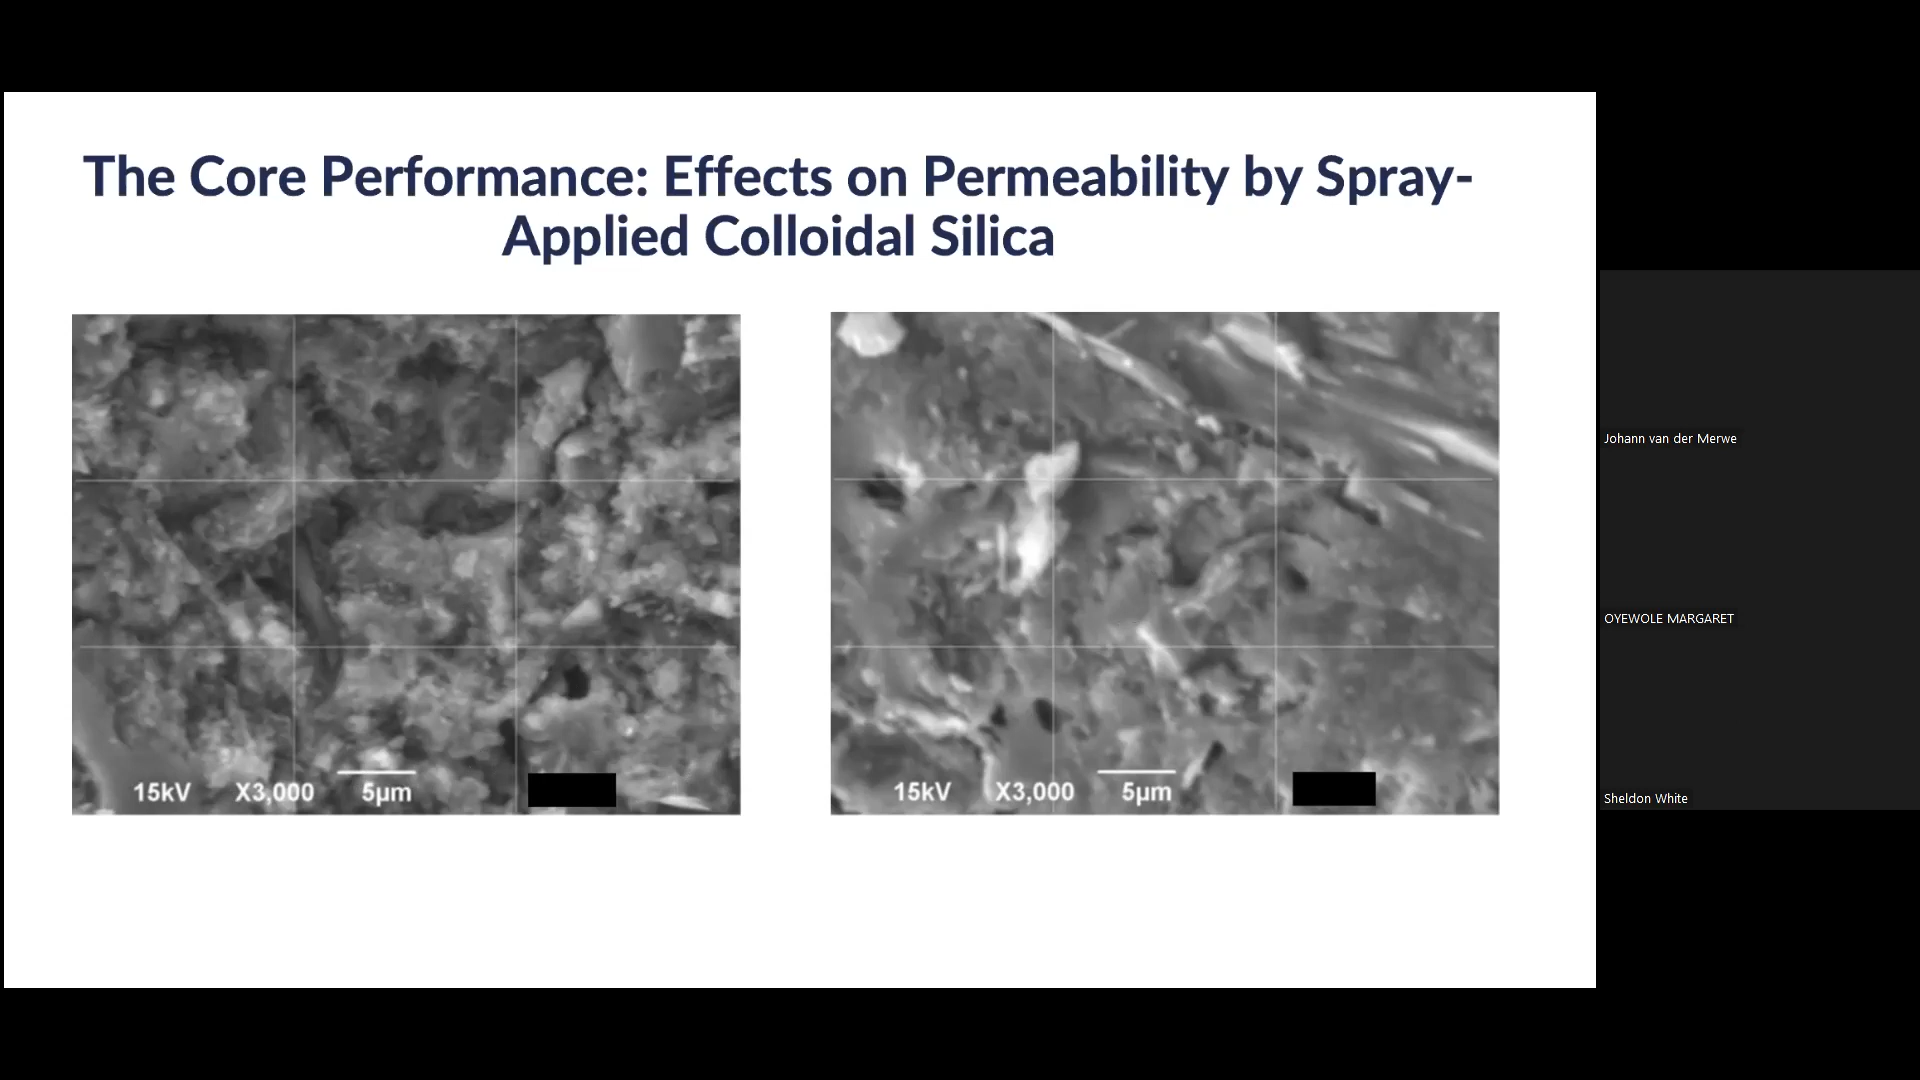 The Core Performance: Effects on Permeability by Spray-
Applied Colloidal Silica
15kV X3,000 5µm
15kV X3,000 5µm
Johann van der Merwe
OYEWOLE MARGARET
Sheldon White